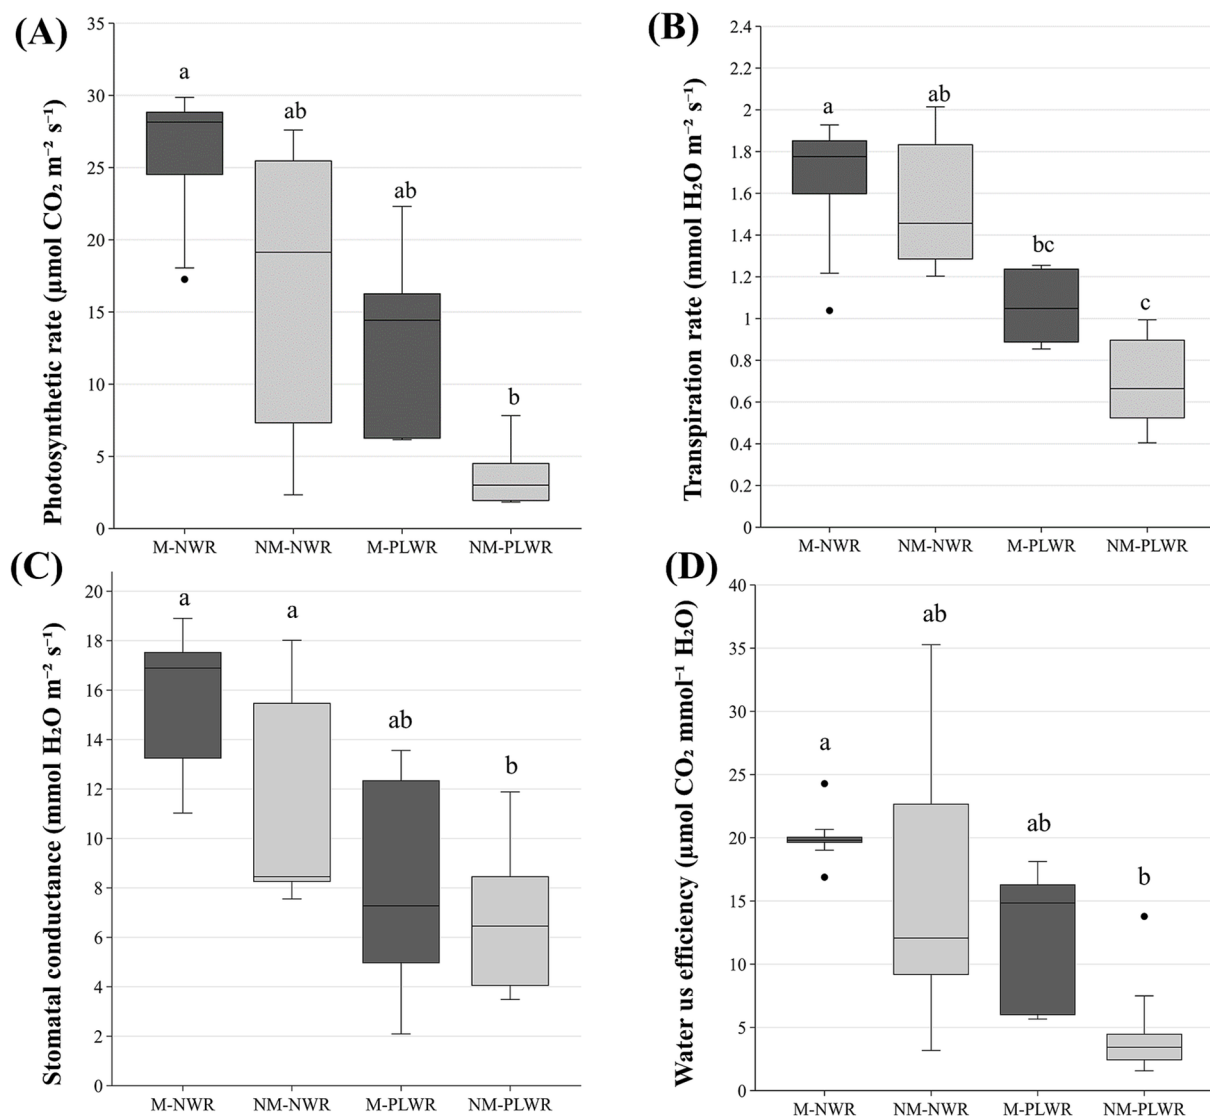 (A)
Photosynthetic rate (µmol CO₂ m⁻² s⁻¹)
35
30
25
20
15
10
5
0
a
ab
ab
b
M-NWR NM-NWR M-PLWR NM-PLWR
(B)
Transpiration rate (mmol H₂O m⁻² s⁻¹)
2.4
2.2
2
1.8
1.6
1.4
1.2
1
0.8
0.6
0.4
0.2
0
a
ab
bc
c
M-NWR NM-NWR M-PLWR NM-PLWR
(C)
Stomatal conductance (mmol H₂O m⁻² s⁻¹)
20
18
16
14
12
10
8
6
4
2
0
a
a
ab
b
M-NWR NM-NWR M-PLWR NM-PLWR
(D)
Water us efficiency (µmol CO₂ mmol⁻¹ H₂O)
40
35
30
25
20
15
10
5
0
a
ab
ab
b
M-NWR NM-NWR M-PLWR NM-PLWR